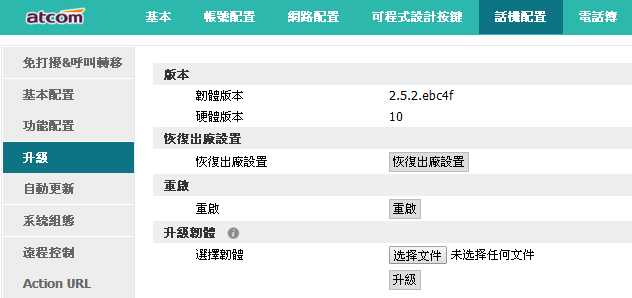 atcom
基本 帳號配置 網路配置 可程式設計按鍵 話機配置 電話簿
免打擾&呼叫轉移
基本配置
功能配置
升級
自動更新
系統組態
遠程控制
Action URL
版本
韌體版本 2.5.2.ebc4f
硬體版本 10
恢復出廠設置
恢復出廠設置 恢復出廠設置
重啟
重啟 重啟
升級韌體
選擇韌體 选择文件 未选择任何文件
升級